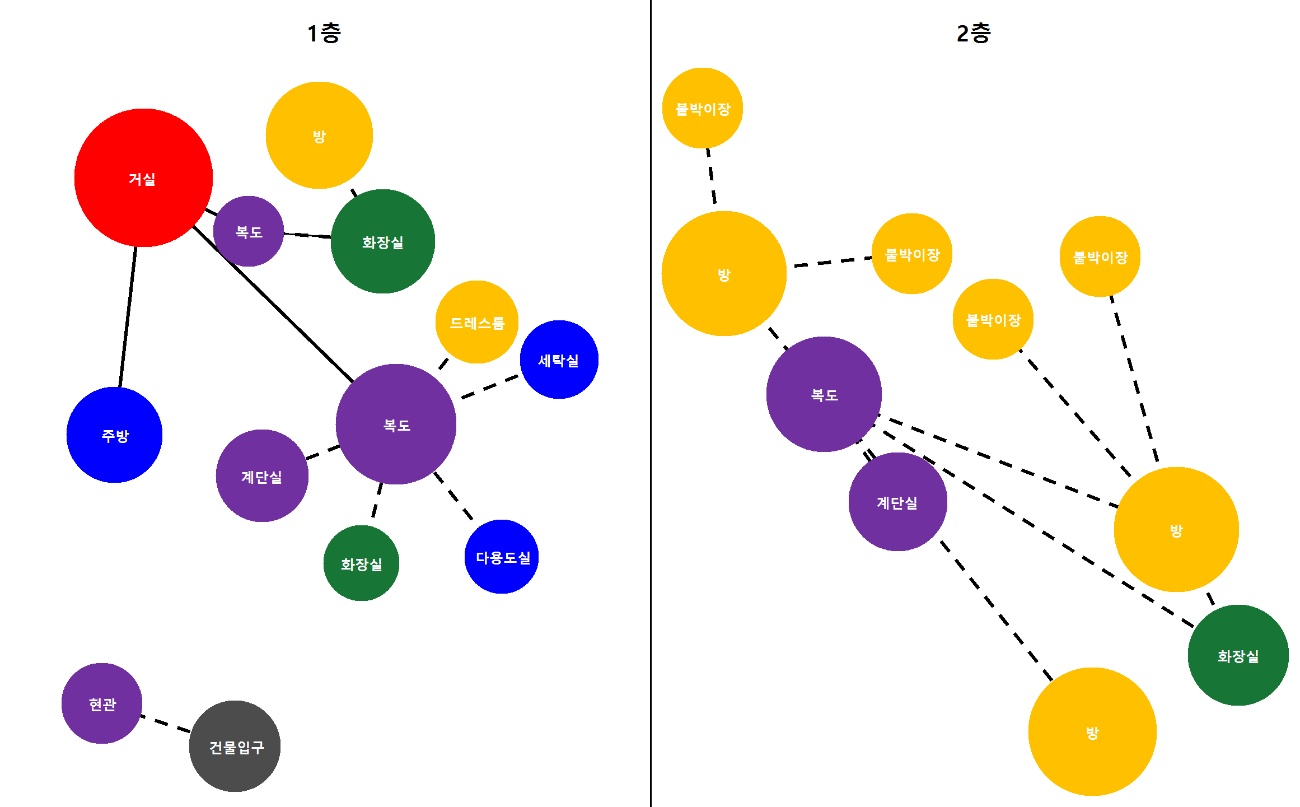 1층
방
거실
복도
화장실
드레스룸
세탁실
복도
주방
계단실
화장실
다용도실
현관
건물입구
2층
붙박이장
방
붙박이장
붙박이장
붙박이장
복도
계단실
방
화장실
방